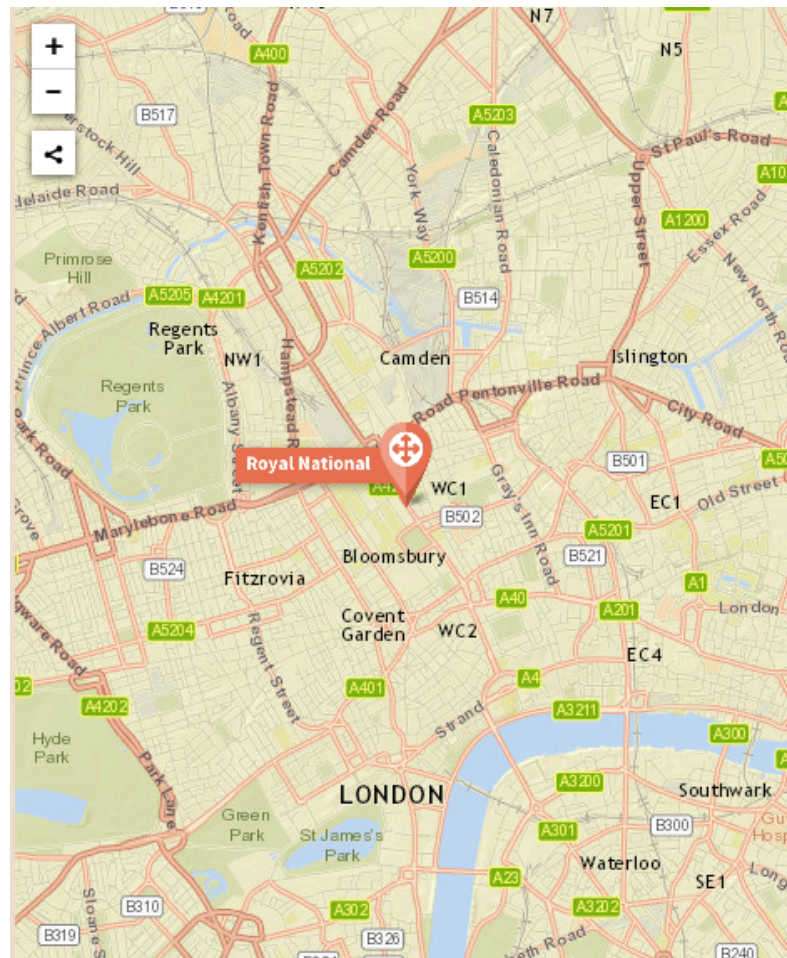 N7
+
A400
N5
−
B517
A5203
Camden Road
St Paul's Road
Kentish Town Road
York Way
Caledonian Road
Upper Street
A1200
Essex Road
Primrose
Hill
A5202
A5200
New North Road
A5205
A4201
B514
Prince Albert Road
Regents
Park
NW1
Camden
Islington
Regents
Park
Hampstead
Albany Street
Road
Pentonville Road
City Road
Royal National
B501
WC1
Gray's Inn Road
EC1
Old Street
Marylebone Road
B502
A5201
Bloomsbury
B521
B524
Fitzrovia
A1
A40
A201
London
Covent
Garden
WC2
A5204
Regent Street
EC4
A4
A401
A4202
A3211
Strand
A300
Hyde
Park
Park Lane
A3200
LONDON
Southwark
Green
Park
St James's
Park
A301
B300
Waterloo
A23
SE1
B310
A302
A3202
B319
B326
B240